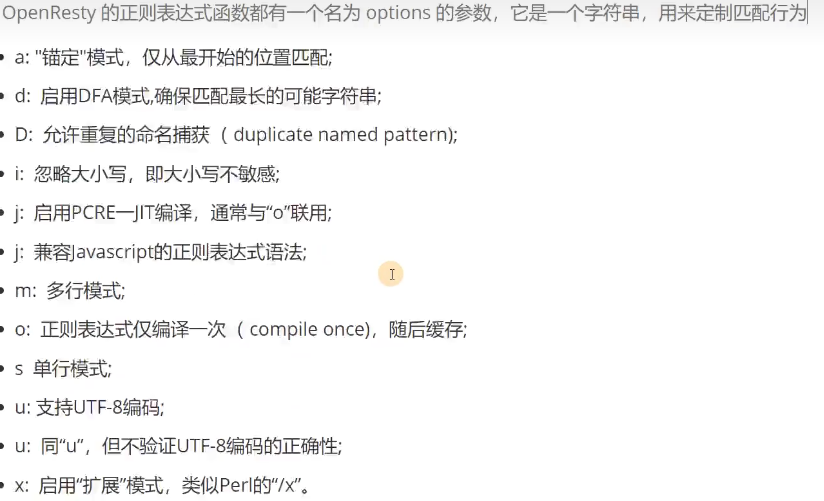 OpenResty 的正则表达式函数都有一个名为 options 的参数，它是一个字符串，用来定制匹配行为
• a: "锚定"模式，仅从最开始的位置匹配;
• d: 启用DFA模式,确保匹配最长的可能字符串;
• D: 允许重复的命名捕获（ duplicate named pattern);
• i: 忽略大小写，即大小写不敏感;
• j: 启用PCRE一JIT编译，通常与“o”联用;
• j: 兼容Javascript的正则表达式语法;
• m: 多行模式;
• o: 正则表达式仅编译一次（ compile once)，随后缓存;
• s 单行模式;
• u: 支持UTF-8编码;
• u: 同“u”，但不验证UTF-8编码的正确性;
• x: 启用“扩展”模式，类似Perl的“/x”。